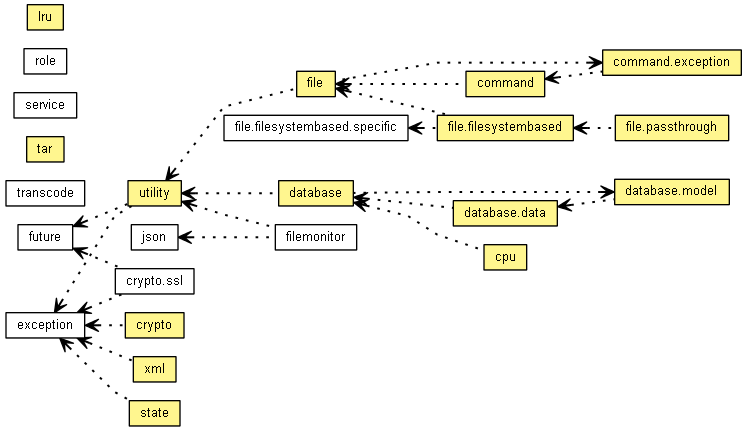 lru
role
service
tar
transcode
future
exception
utility
json
crypto.ssl
crypto
xml
state
file
file.filesystembased.specific
database
filemonitor
command
file.filesystembased
database.data
cpu
command.exception
file.passthrough
database.model